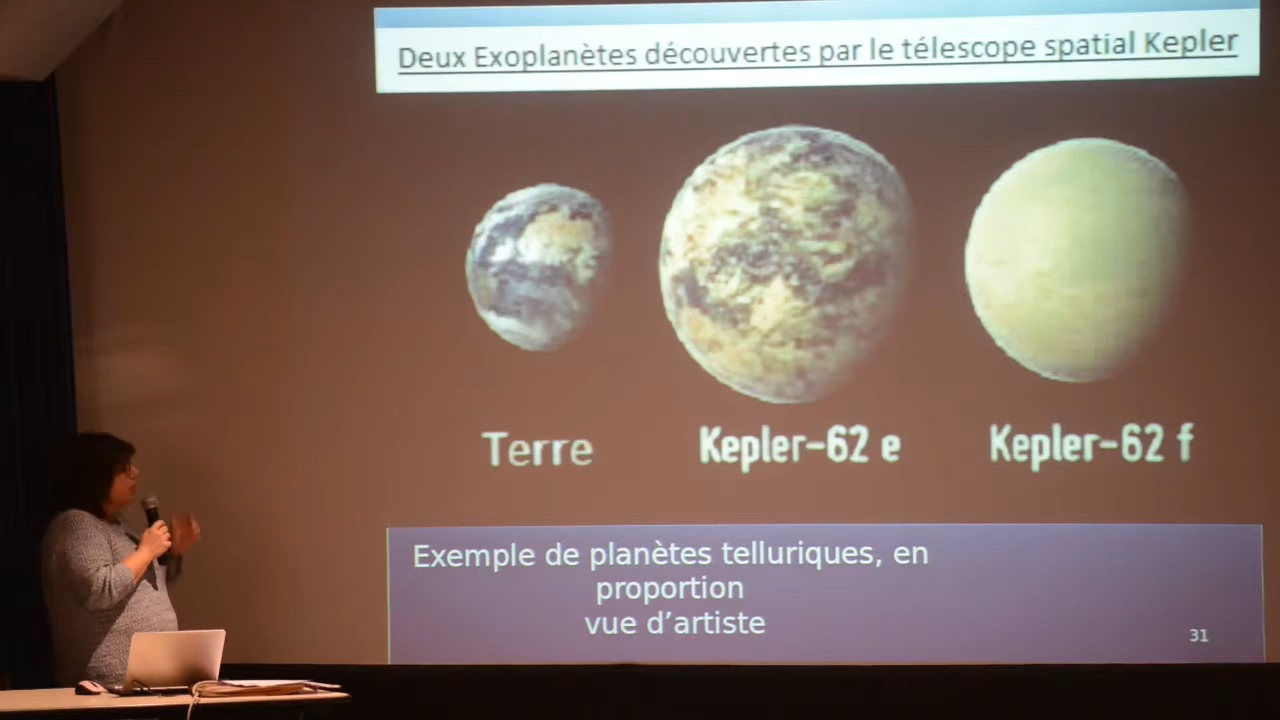 Deux Exoplanètes découvertes par le télescope spatial Kepler
Terre
Kepler-62 e
Kepler-62 f
Exemple de planètes telluriques, en
proportion
vue d’artiste
31